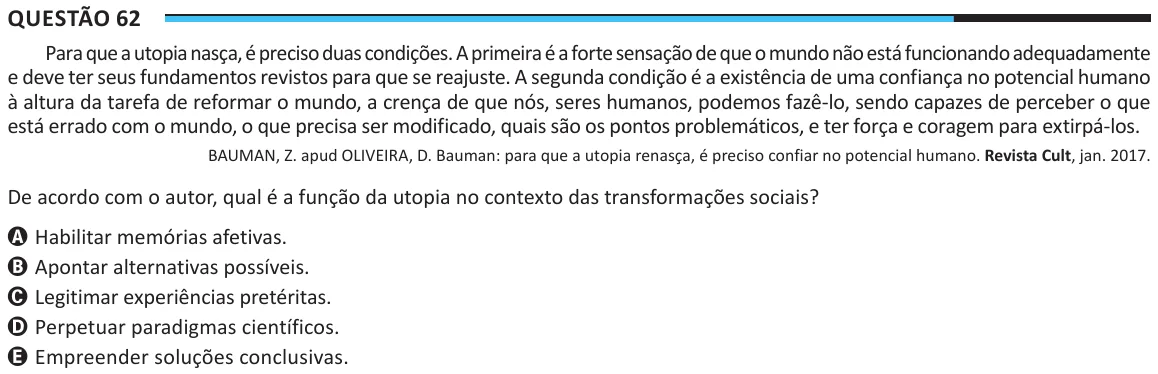 QUESTÃO 62
Para que a utopia nasça, é preciso duas condições. A primeira é a forte sensação de que o mundo não está funcionando adequadamente
e deve ter seus fundamentos revistos para que se reajuste. A segunda condição é a existência de uma confiança no potencial humano
à altura da tarefa de reformar o mundo, a crença de que nós, seres humanos, podemos fazê-lo, sendo capazes de perceber o que
está errado com o mundo, o que precisa ser modificado, quais são os pontos problemáticos, e ter força e coragem para extirpá-los.
BAUMAN, Z. apud OLIVEIRA, D. Bauman: para que a utopia renasça, é preciso confiar no potencial humano. Revista Cult, jan. 2017.
De acordo com o autor, qual é a função da utopia no contexto das transformações sociais?
A Habilitar memórias afetivas.
B Apontar alternativas possíveis.
C Legitimar experiências pretéritas.
D Perpetuar paradigmas científicos.
E Empreender soluções conclusivas.